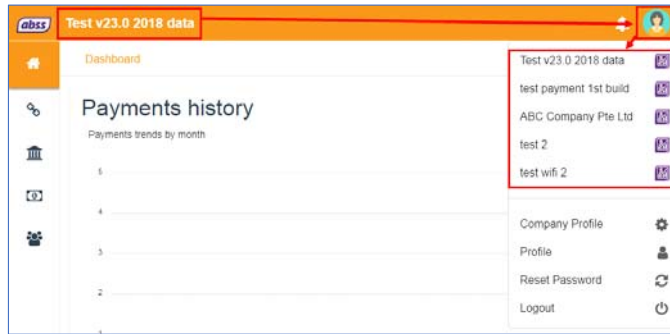 abss Test v23.0 2018 data
Dashboard
Payments history
Payments trends by month
5
4
3
2
Test v23.0 2018 data
test payment 1st build
ABC Company Pte Ltd
test 2
test wifi 2
Company Profile
Profile
Reset Password
Logout